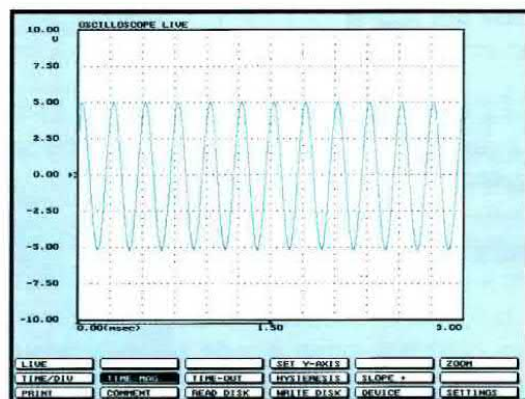 OSCILLOSCOPE LIVE
10.00
V
7.50
5.00
2.50
0.00
-2.50
-5.00
-7.50
-10.00
0.00(msec) 1.50 3.00
LIVE SET Y-AXIS ZOOM
TIME/DIV TIME MAG TIME-OUT HYSTERESIS SLOPE +
PRINT COMMENT READ DISK WRITE DISK DEVICE SETTINGS